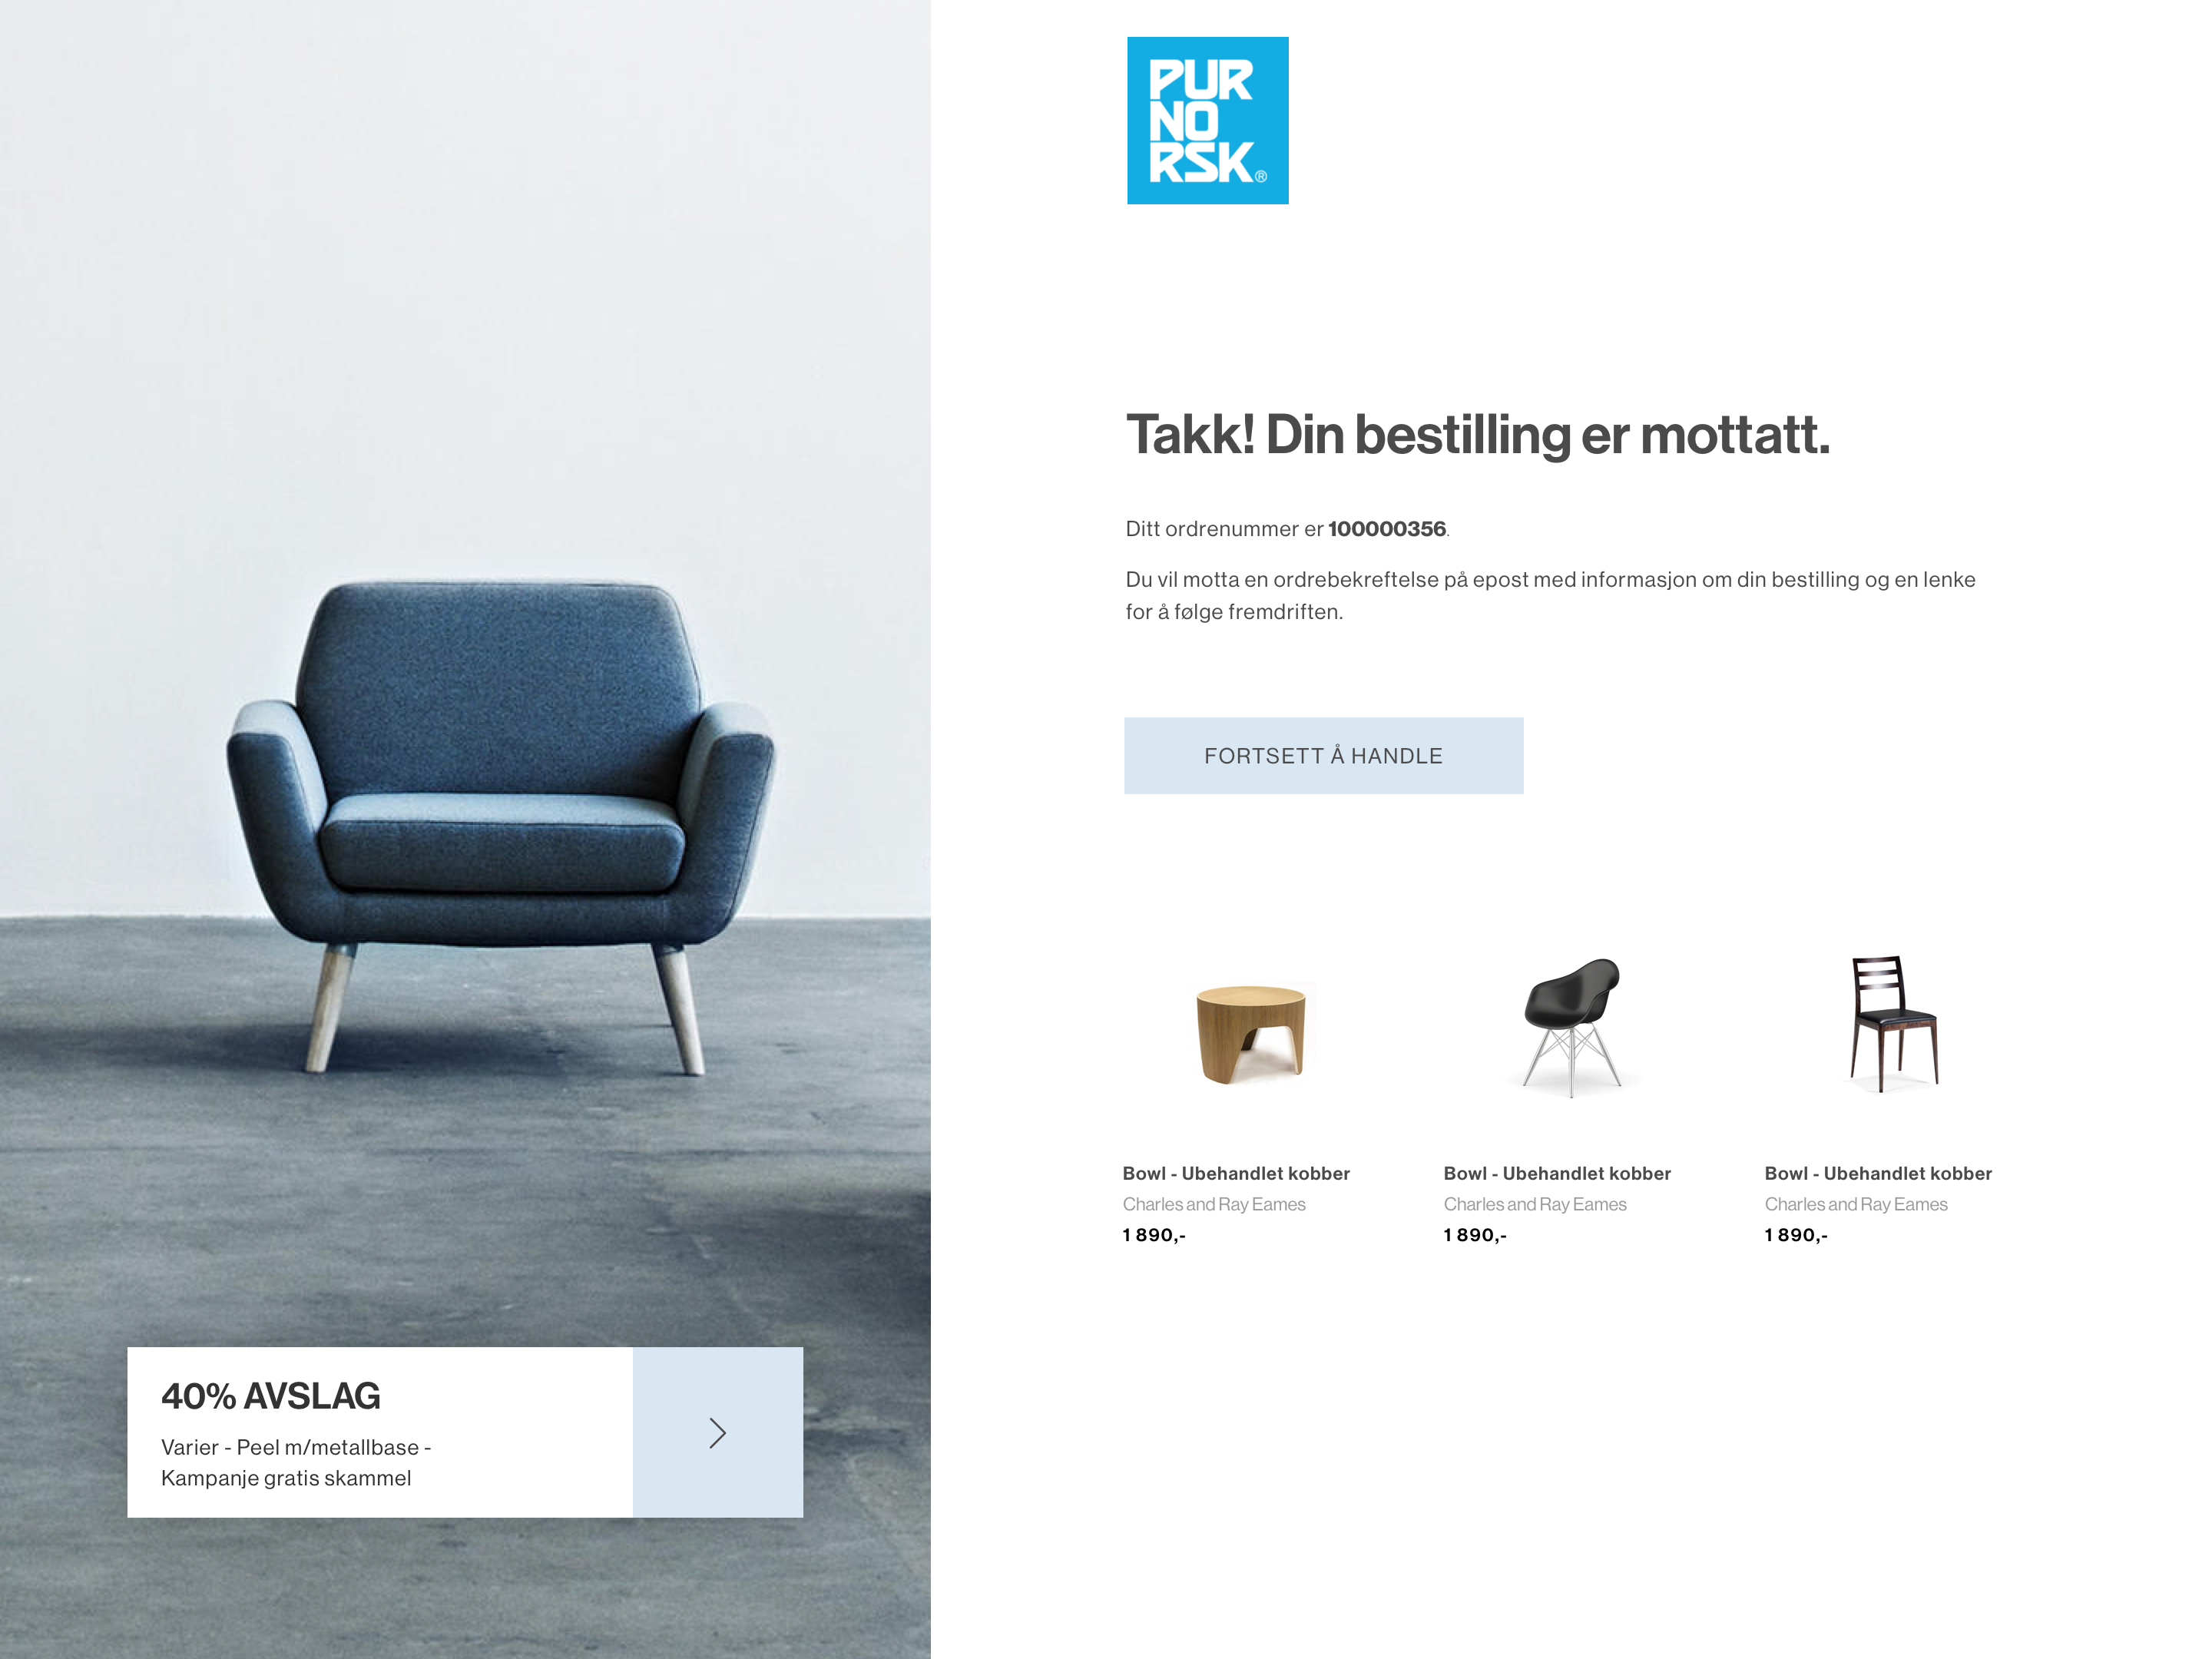 PUR
NO
RSK®
Takk! Din bestilling er mottatt.
Ditt ordrenummer er 100000356.
Du vil motta en ordrebekreftelse på epost med informasjon om din bestilling og en lenke
for å følge fremdriften.
FORTSETT Å HANDLE
Bowl - Ubehandlet kobber
Charles and Ray Eames
1 890,-
Bowl - Ubehandlet kobber
Charles and Ray Eames
1 890,-
Bowl - Ubehandlet kobber
Charles and Ray Eames
1 890,-
40% AVSLAG
Varier - Peel m/metallbase -
Kampanje gratis skammel